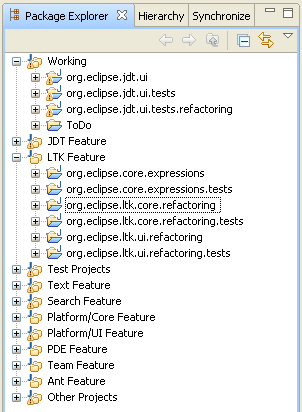 Package Explorer Hierarchy Synchronize
Working
org.eclipse.jdt.ui
org.eclipse.jdt.ui.tests
org.eclipse.jdt.ui.tests.refactoring
ToDo
JDT Feature
LTK Feature
org.eclipse.core.expressions
org.eclipse.core.expressions.tests
org.eclipse.ltk.core.refactoring
org.eclipse.ltk.core.refactoring.tests
org.eclipse.ltk.ui.refactoring
org.eclipse.ltk.ui.refactoring.tests
Test Projects
Text Feature
Search Feature
Platform/Core Feature
Platform/UI Feature
PDE Feature
Team Feature
Ant Feature
Other Projects